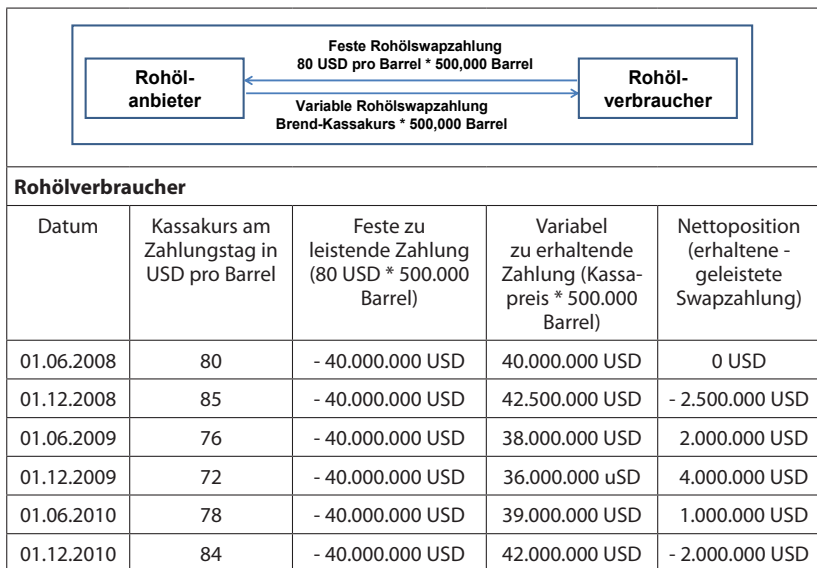 Feste Rohölswapzahlung
80 USD pro Barrel * 500,000 Barrel
Rohöl-
anbieter
Rohöl-
verbraucher
Variable Rohölswapzahlung
Brend-Kassakurs * 500,000 Barrel
Rohölverbraucher
Datum
Kassakurs am
Zahlungstag in
USD pro Barrel
Feste zu
leistende Zahlung
(80 USD * 500.000
Barrel)
Variabel
zu erhaltende
Zahlung (Kassa-
preis * 500.000
Barrel)
Nettoposition
(erhaltene -
geleistete
Swapzahlung)
01.06.2008 80 - 40.000.000 USD 40.000.000 USD 0 USD
01.12.2008 85 - 40.000.000 USD 42.500.000 USD - 2.500.000 USD
01.06.2009 76 - 40.000.000 USD 38.000.000 USD 2.000.000 USD
01.12.2009 72 - 40.000.000 USD 36.000.000 uSD 4.000.000 USD
01.06.2010 78 - 40.000.000 USD 39.000.000 USD 1.000.000 USD
01.12.2010 84 - 40.000.000 USD 42.000.000 USD - 2.000.000 USD